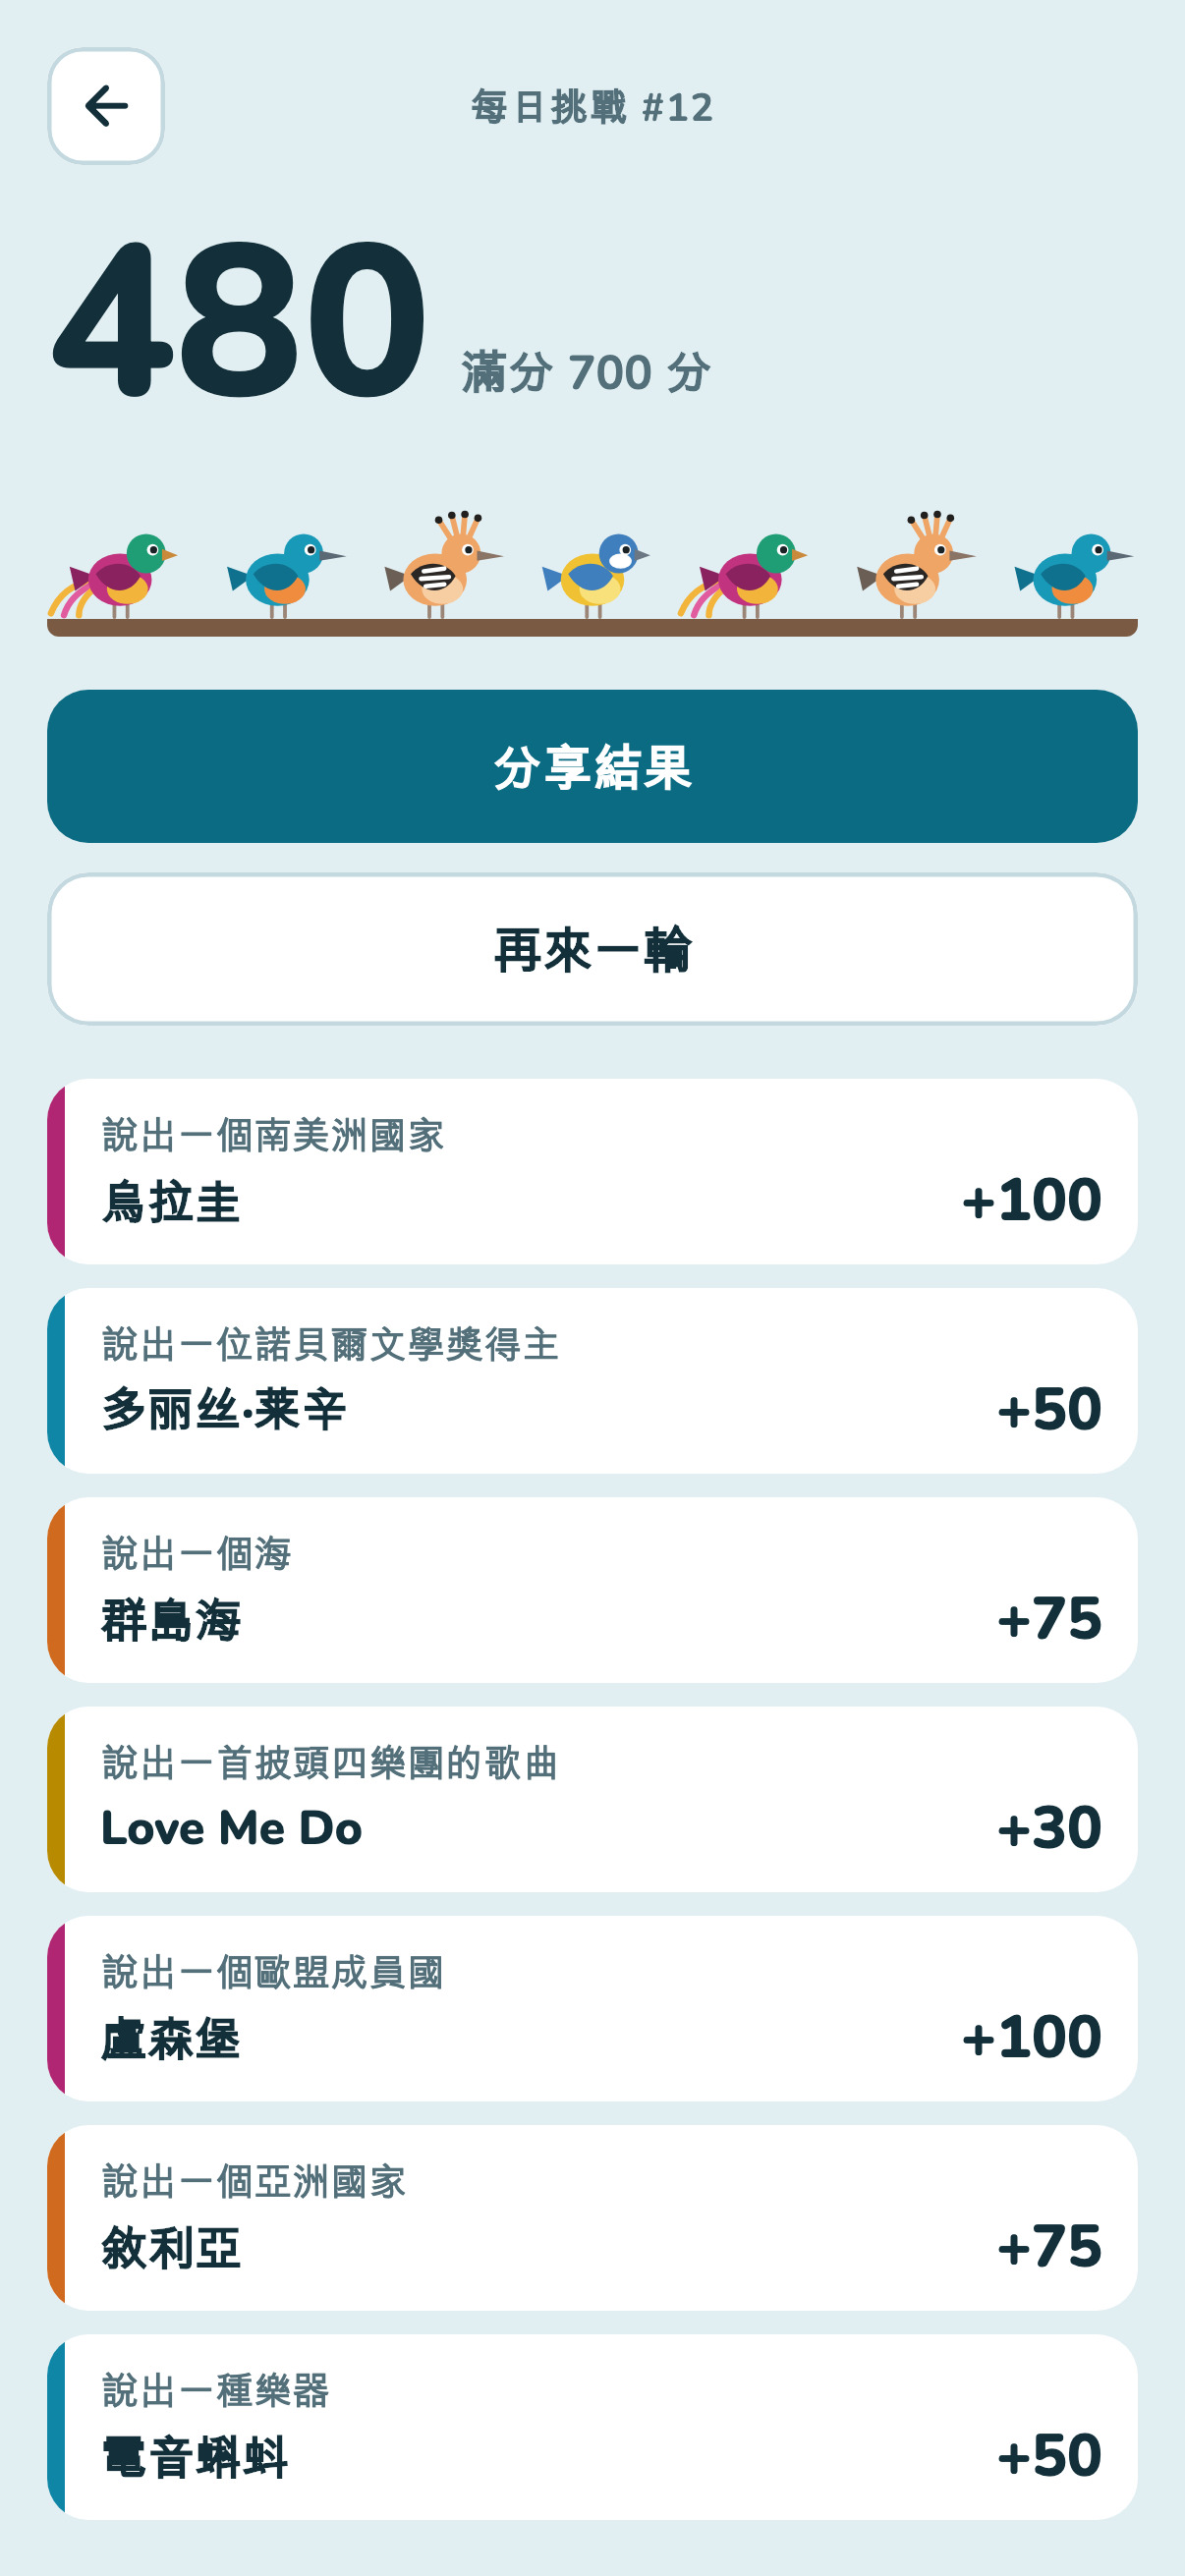 每日挑戰 #12
480 滿分 700 分
分享結果
再來一輪
說出一個南美洲國家
烏拉圭
+100
說出一位諾貝爾文學獎得主
多丽丝·莱辛
+50
說出一個海
群島海
+75
說出一首披頭四樂團的歌曲
Love Me Do
+30
說出一個歐盟成員國
盧森堡
+100
說出一個亞洲國家
敘利亞
+75
說出一種樂器
電音蝌蚪
+50